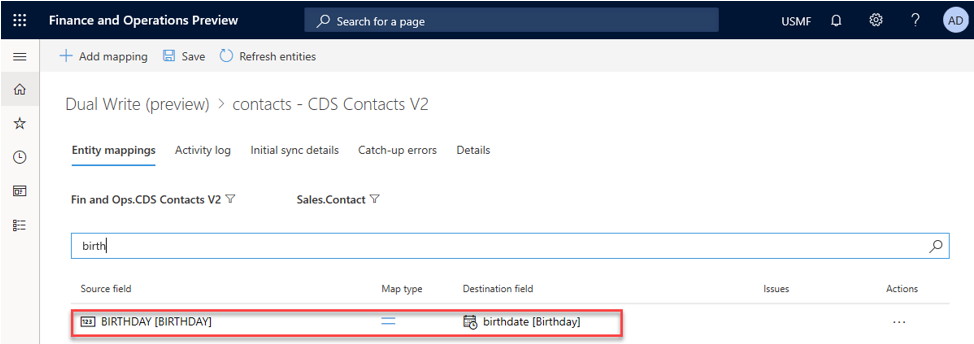 Finance and Operations Preview Search for a page USMF ? AD
Add mapping Save Refresh entities
Dual Write (preview) > contacts - CDS Contacts V2
Entity mappings Activity log Initial sync details Catch-up errors Details
Fin and Ops.CDS Contacts V2 Sales.Contact
birth
Source field Map type Destination field Issues Actions
123 BIRTHDAY [BIRTHDAY] = birthdate [Birthday] ...